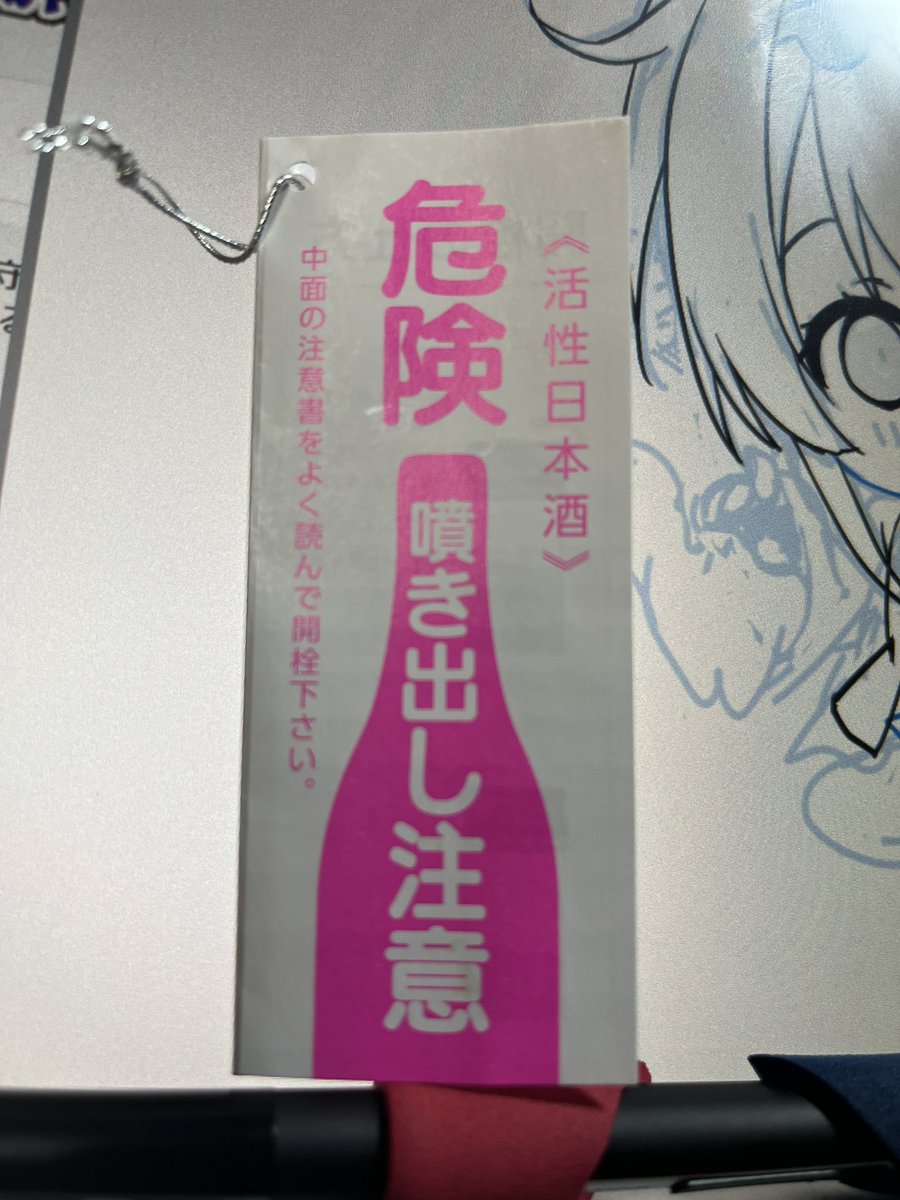 《活性日本酒》
危険
噴き出し注意
中面の注意書をよく読んで開栓下さい。